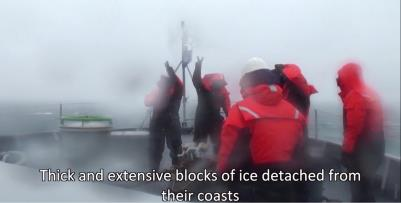 Thick and extensive blocks of ice detached from
their coasts